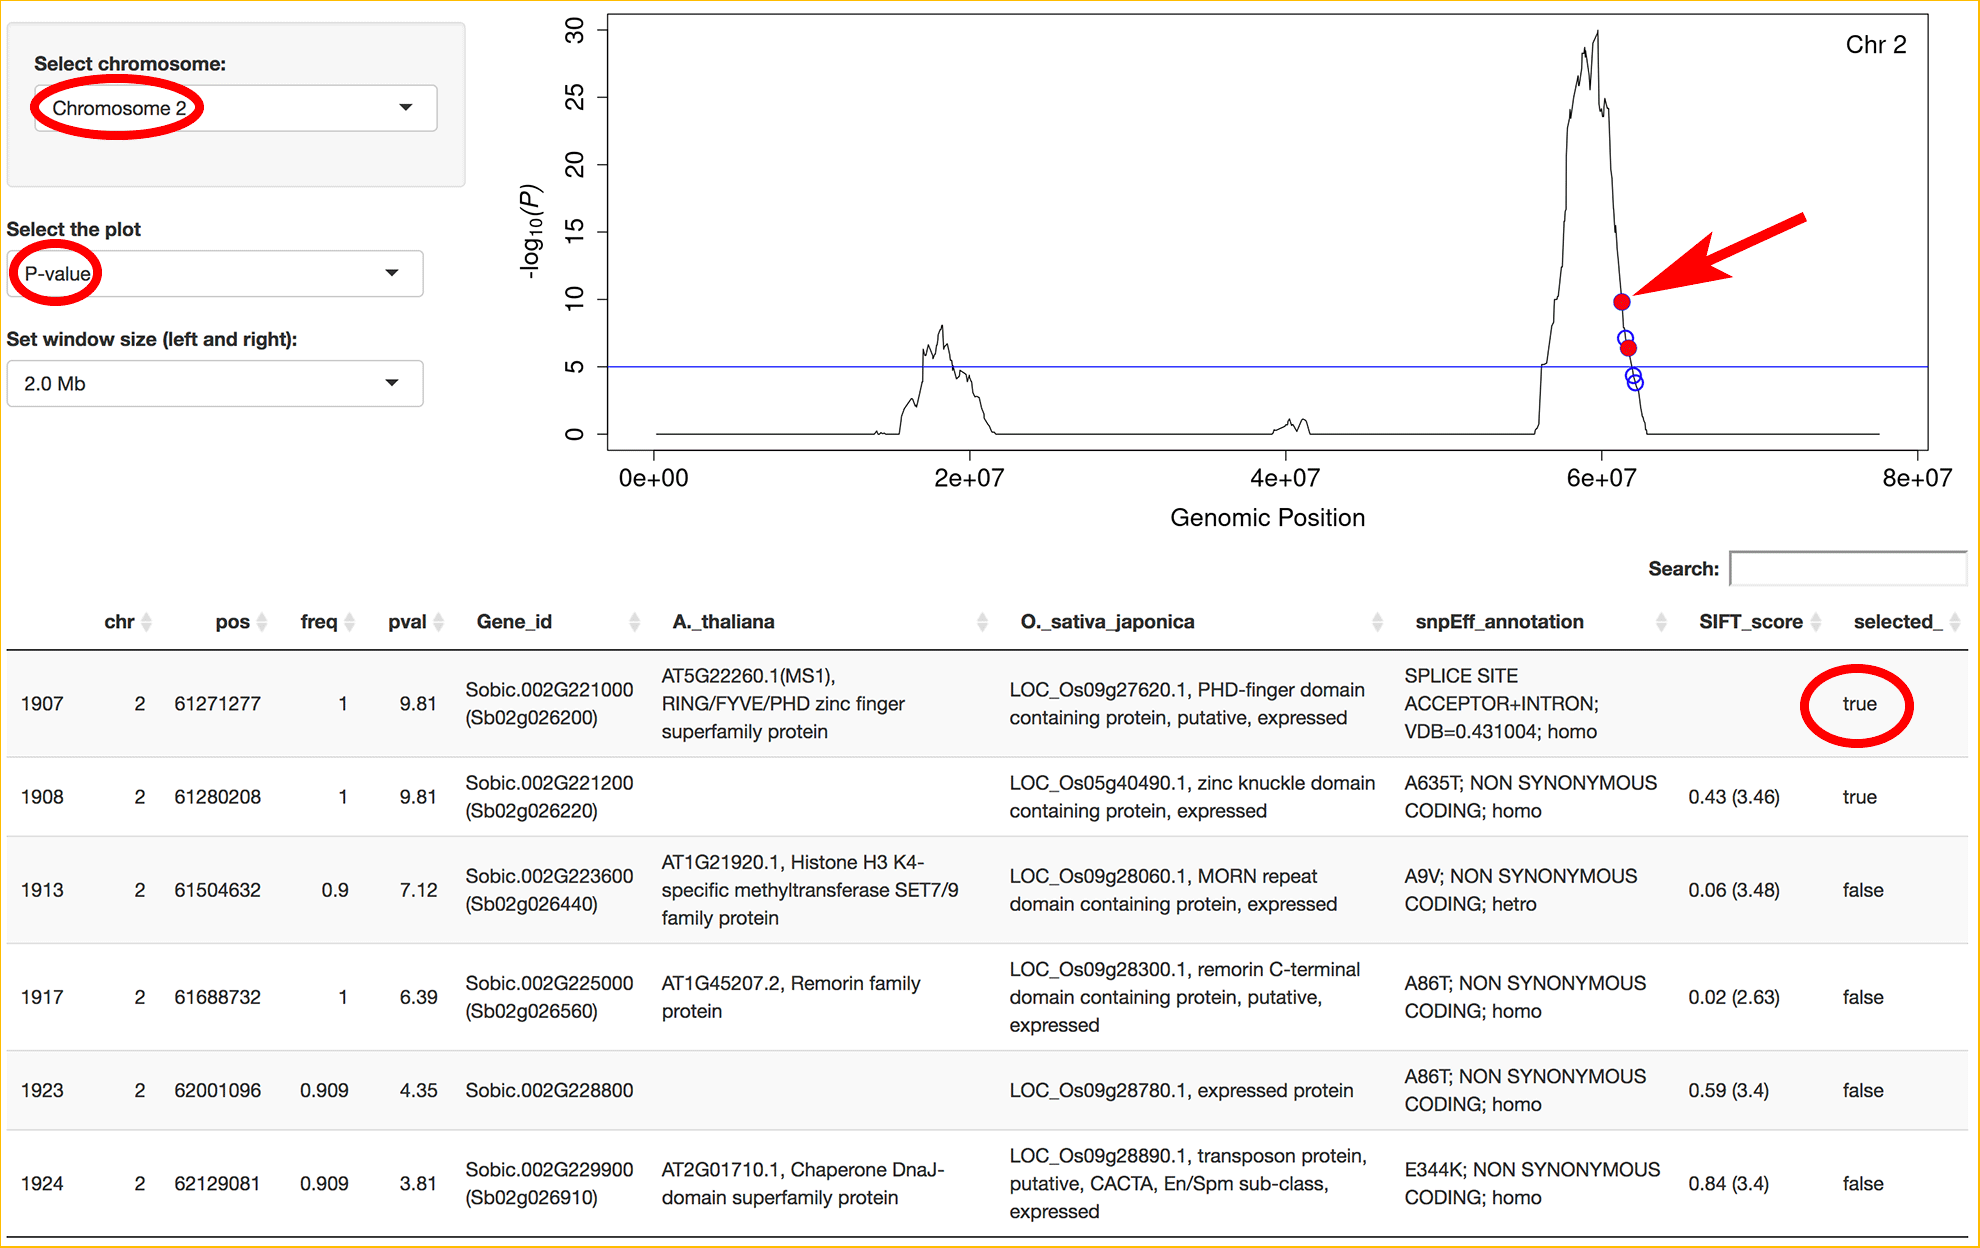 Select chromosome:
Chromosome 2
Select the plot
P-value
Set window size (left and right):
2.0 Mb
Chr 2
-log10(P)
30
25
20
15
10
5
0
0e+00 2e+07 4e+07 6e+07 8e+07
Genomic Position
Search:
chr pos freq pval Gene_id A._thaliana O._sativa_japonica snpEff_annotation SIFT_score selected_
1907 2 61271277 1 9.81 Sobic.002G221000
(Sb02g026200)
AT5G22260.1(MS1),
RING/FYVE/PHD zinc finger
superfamily protein
LOC_Os09g27620.1, PHD-finger domain
containing protein, putative, expressed
SPLICE SITE
ACCEPTOR+INTRON;
VDB=0.431004; homo
true
1908 2 61280208 1 9.81 Sobic.002G221200
(Sb02g026220)
LOC_Os05g40490.1, zinc knuckle domain
containing protein, expressed
A635T; NON SYNONYMOUS
CODING; homo
0.43 (3.46) true
1913 2 61504632 0.9 7.12 Sobic.002G223600
(Sb02g026440)
AT1G21920.1, Histone H3 K4-
specific methyltransferase SET7/9
family protein
LOC_Os09g28060.1, MORN repeat
domain containing protein, expressed
A9V; NON SYNONYMOUS
CODING; hetro
0.06 (3.48) false
1917 2 61688732 1 6.39 Sobic.002G225000
(Sb02g026560)
AT1G45207.2, Remorin family
protein
LOC_Os09g28300.1, remorin C-terminal
domain containing protein, putative,
expressed
A86T; NON SYNONYMOUS
CODING; homo
0.02 (2.63) false
1923 2 62001096 0.909 4.35 Sobic.002G228800
LOC_Os09g28780.1, expressed protein
A86T; NON SYNONYMOUS
CODING; homo
0.59 (3.4) false
1924 2 62129081 0.909 3.81 Sobic.002G229900
(Sb02g026910)
AT2G01710.1, Chaperone DnaJ-
domain superfamily protein
LOC_Os09g28890.1, transposon protein,
putative, CACTA, En/Spm sub-class,
expressed
E344K; NON SYNONYMOUS
CODING; homo
0.84 (3.4) false